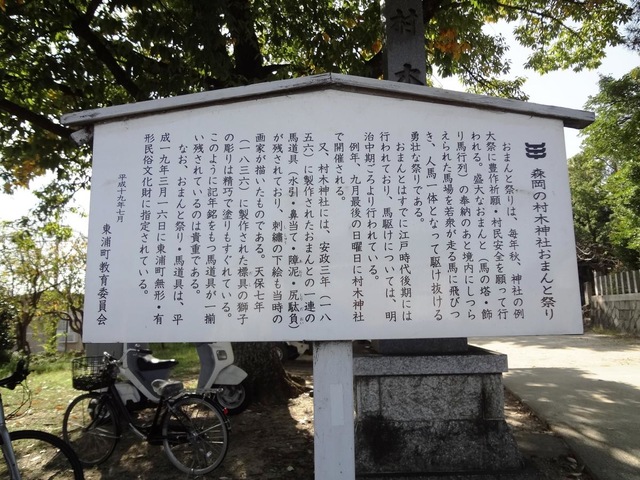 村木
森岡の村木神社おまんと祭り
おまんと祭りは、毎年秋、神社の例
大祭に豊作祈願・村民安全を願って行
われる。盛大なおまんと（馬の塔・飾
り馬行列）の奉納のあと境内にしつら
えられた馬場を若衆が走る馬に飛びつ
き、人馬一体となって駆け抜ける
勇壮な祭りである。
おまんとはすでに江戸時代後期には
行われており、馬駆けについては、明
治中期ごろより行われている。
例年、九月最後の日曜日に村木神社
で開催される。
又、村木神社には、安政三年（一八
五六）に製作されたおまんとの一連の
馬道具（水引・鼻当て・障泥・尻駄負）
が残されており、刺繍の下絵も当時の
画家が描いたものである。天保七年
（一八三六）に製作された標具の獅子
の彫りは精巧で塗りもすぐれている。
このように記年銘をもつ馬道具が一揃
い残されているのは貴重である。
なお、おまんと祭り・馬道具は、平
成一九年三月一六日に東浦町無形・有
形民俗文化財に指定されている。
平成十九年七月
東浦町教育委員会